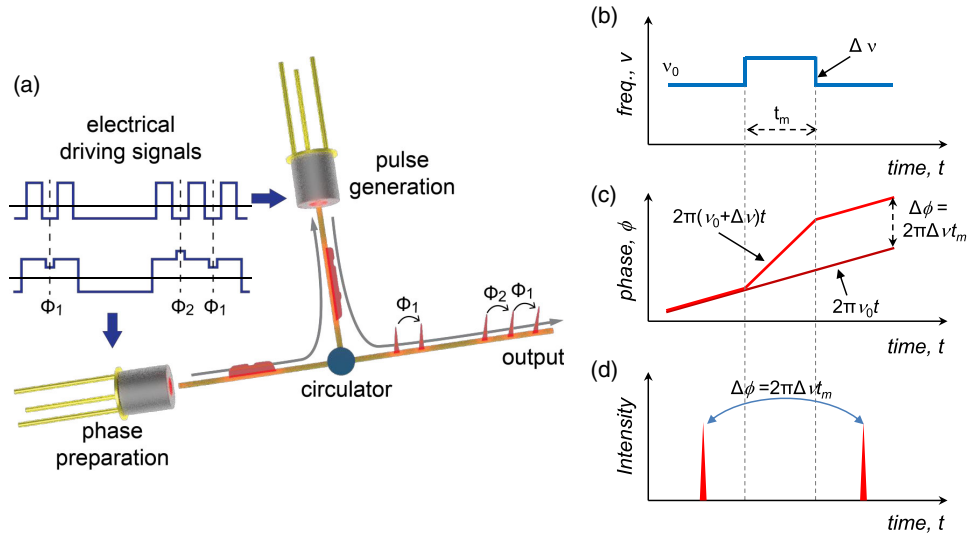 (a)
electrical
driving signals
Φ₁
Φ₂ Φ₁
phase
preparation
pulse
generation
circulator
Φ₁
Φ₂ Φ₁
output
(b)
freq., ν
ν₀
Δ ν
tₘ
time, t
(c)
phase, ϕ
2π(ν₀+Δν)t
2πν₀t
Δϕ =
2πΔνtₘ
time, t
(d)
Intensity
Δϕ =2πΔνtₘ
time, t